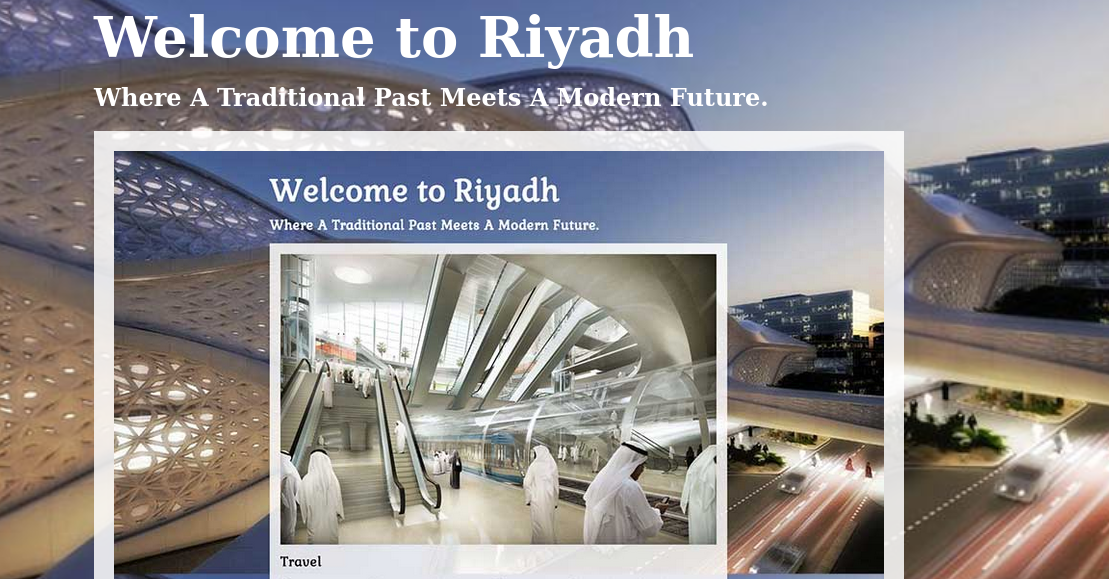 Welcome to Riyadh
Where A Traditional Past Meets A Modern Future.
Welcome to Riyadh
Where A Traditional Past Meets A Modern Future.
Travel